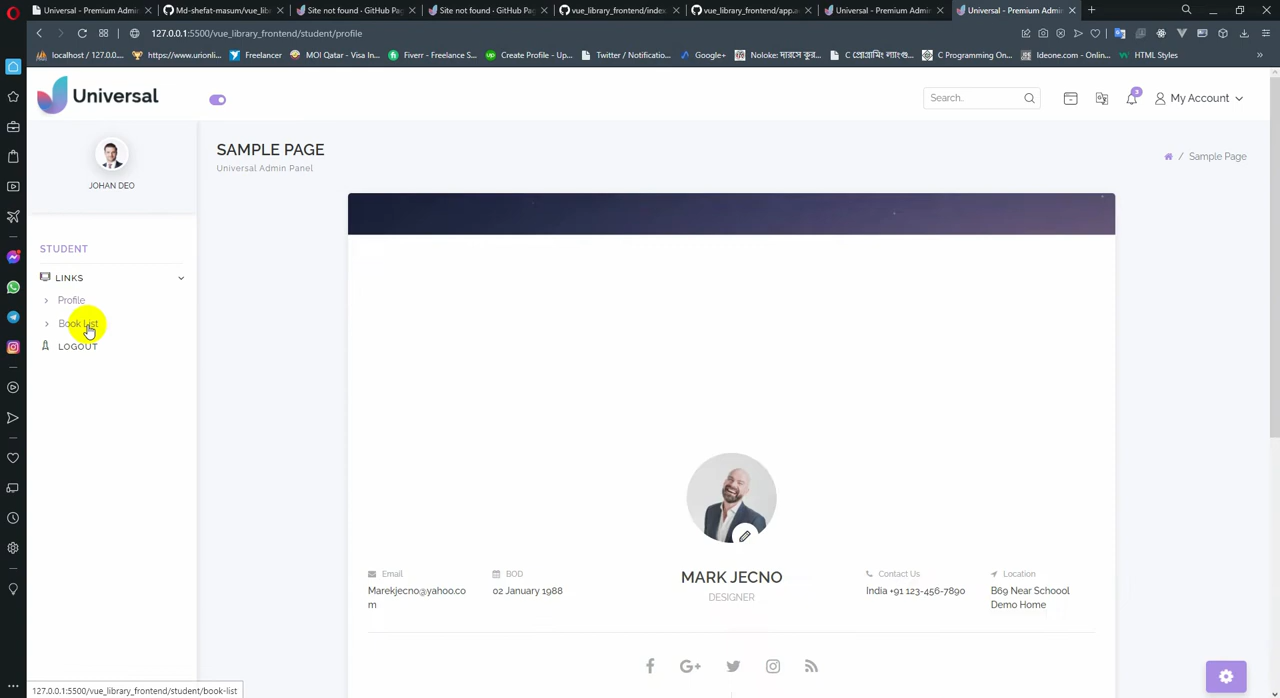 Universal - Premium Admi
Md-shefat-masum/vue_lib
Site not found · GitHub Pag
Site not found · GitHub Pag
vue_library_frontend/index
vue_library_frontend/app.a
Universal - Premium Admi
Universal - Premium Admi
127.0.0.1:5500/vue_library_frontend/student/profile
localhost / 127.0.0....
https://www.urionli...
Freelancer
MOI Qatar - Visa In...
Fiverr - Freelance S...
Create Profile - Up...
Twitter / Notificatio...
Google+
C Programming On...
Ideone.com - Onlin...
HTML Styles
»
Universal
Search..
3
My Account
JOHAN DEO
SAMPLE PAGE
Universal Admin Panel
/ Sample Page
STUDENT
LINKS
Profile
Book List
LOGOUT
Email
Marekjecno@yahoo.co
m
BOD
02 January 1988
MARK JECNO
DESIGNER
Contact Us
India +91 123-456-7890
Location
B69 Near Schoool
Demo Home
127.0.0.1:5500/vue_library_frontend/student/book-list